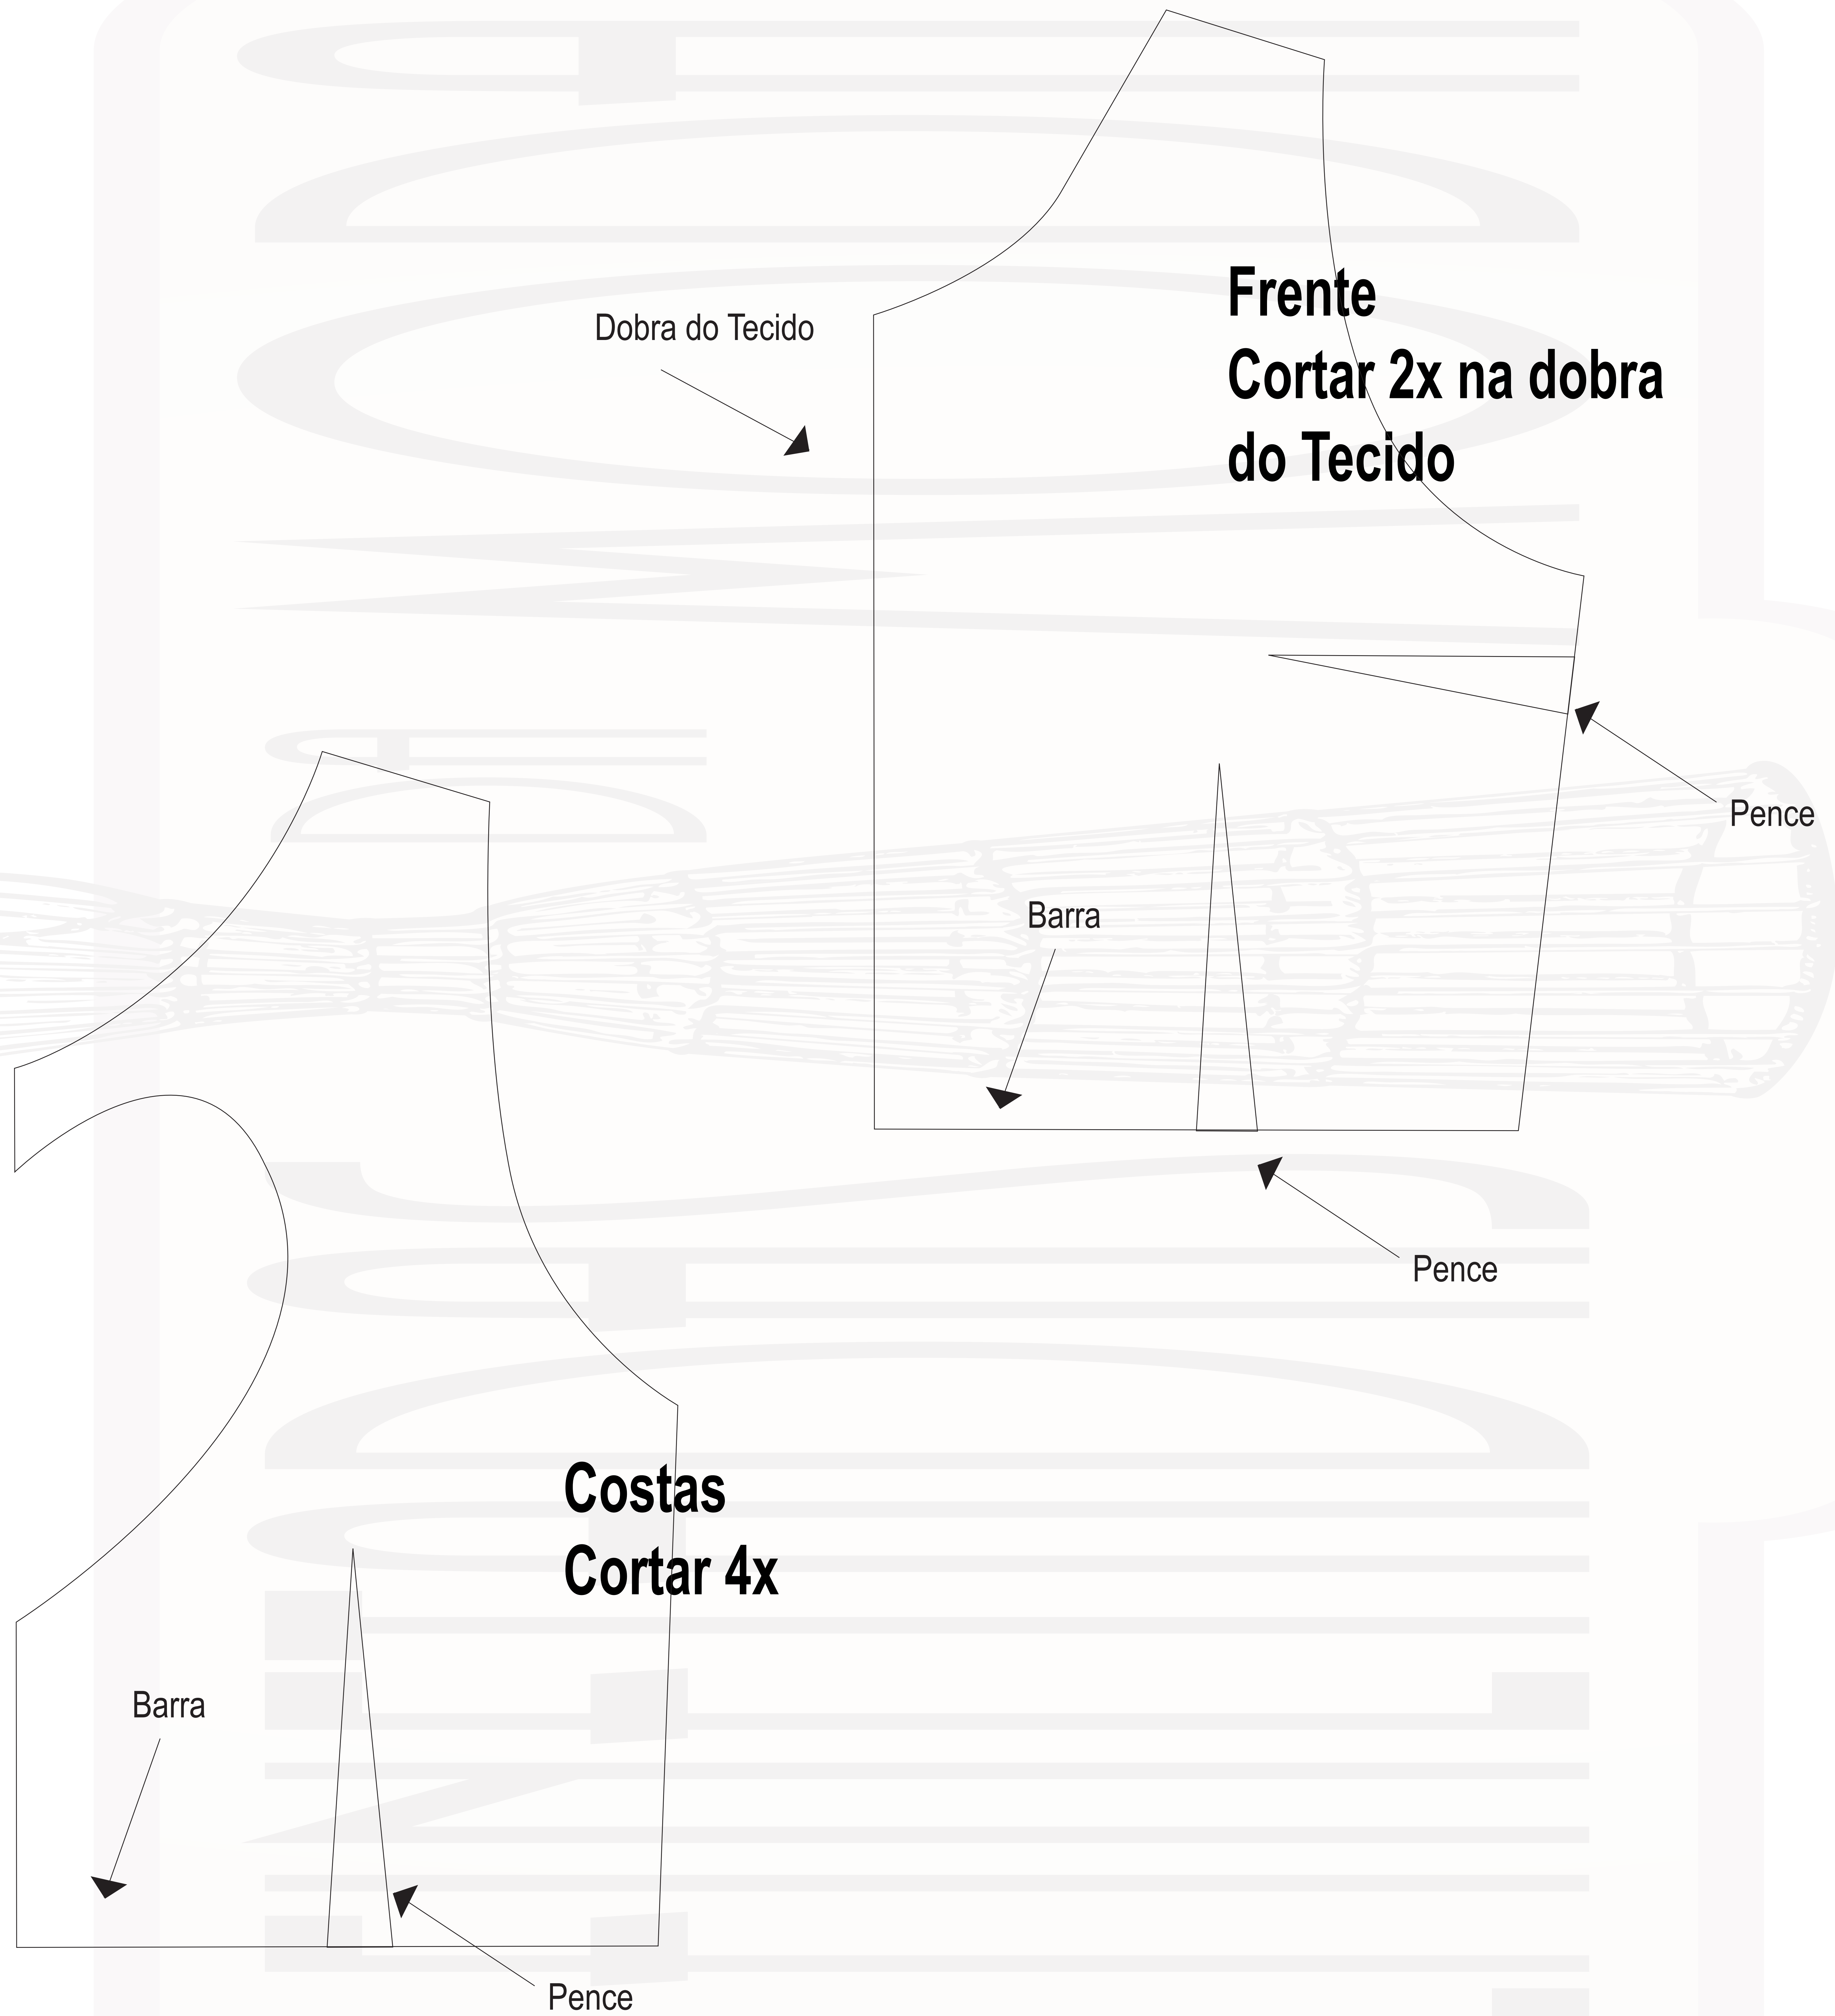 Frente
Cortar 2x na dobra
do Tecido
Dobra do Tecido
Pence
Barra
Pence
Costas
Cortar 4x
Barra
Pence